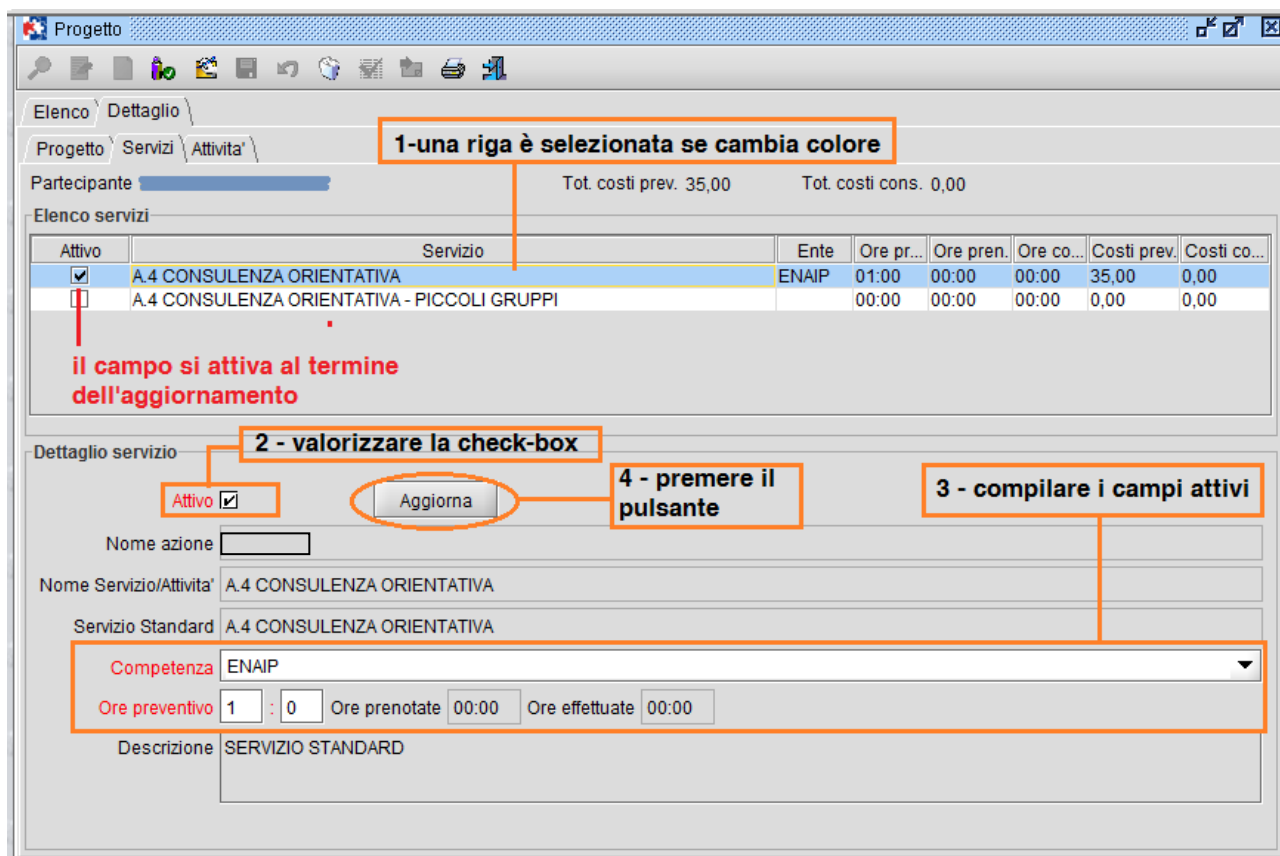 Progetto
Elenco Dettaglio
1-una riga è selezionata se cambia colore
Progetto Servizi Attivita'
Partecipante Tot. costi prev. 35,00 Tot. costi cons. 0,00
Elenco servizi
Attivo Servizio Ente Ore pr... Ore pren. Ore co... Costi prev. Costi co...
A.4 CONSULENZA ORIENTATIVA ENAIP 01:00 00:00 00:00 35,00 0,00
A.4 CONSULENZA ORIENTATIVA - PICCOLI GRUPPI 00:00 00:00 00:00 0,00 0,00
il campo si attiva al termine
dell'aggiornamento
2 - valorizzare la check-box
Dettaglio servizio
4 - premere il
pulsante
3 - compilare i campi attivi
Attivo Aggiorna
Nome azione
Nome Servizio/Attivita' A.4 CONSULENZA ORIENTATIVA
Servizio Standard A.4 CONSULENZA ORIENTATIVA
Competenza ENAIP
Ore preventivo 1 : 0 Ore prenotate 00:00 Ore effettuate 00:00
Descrizione SERVIZIO STANDARD